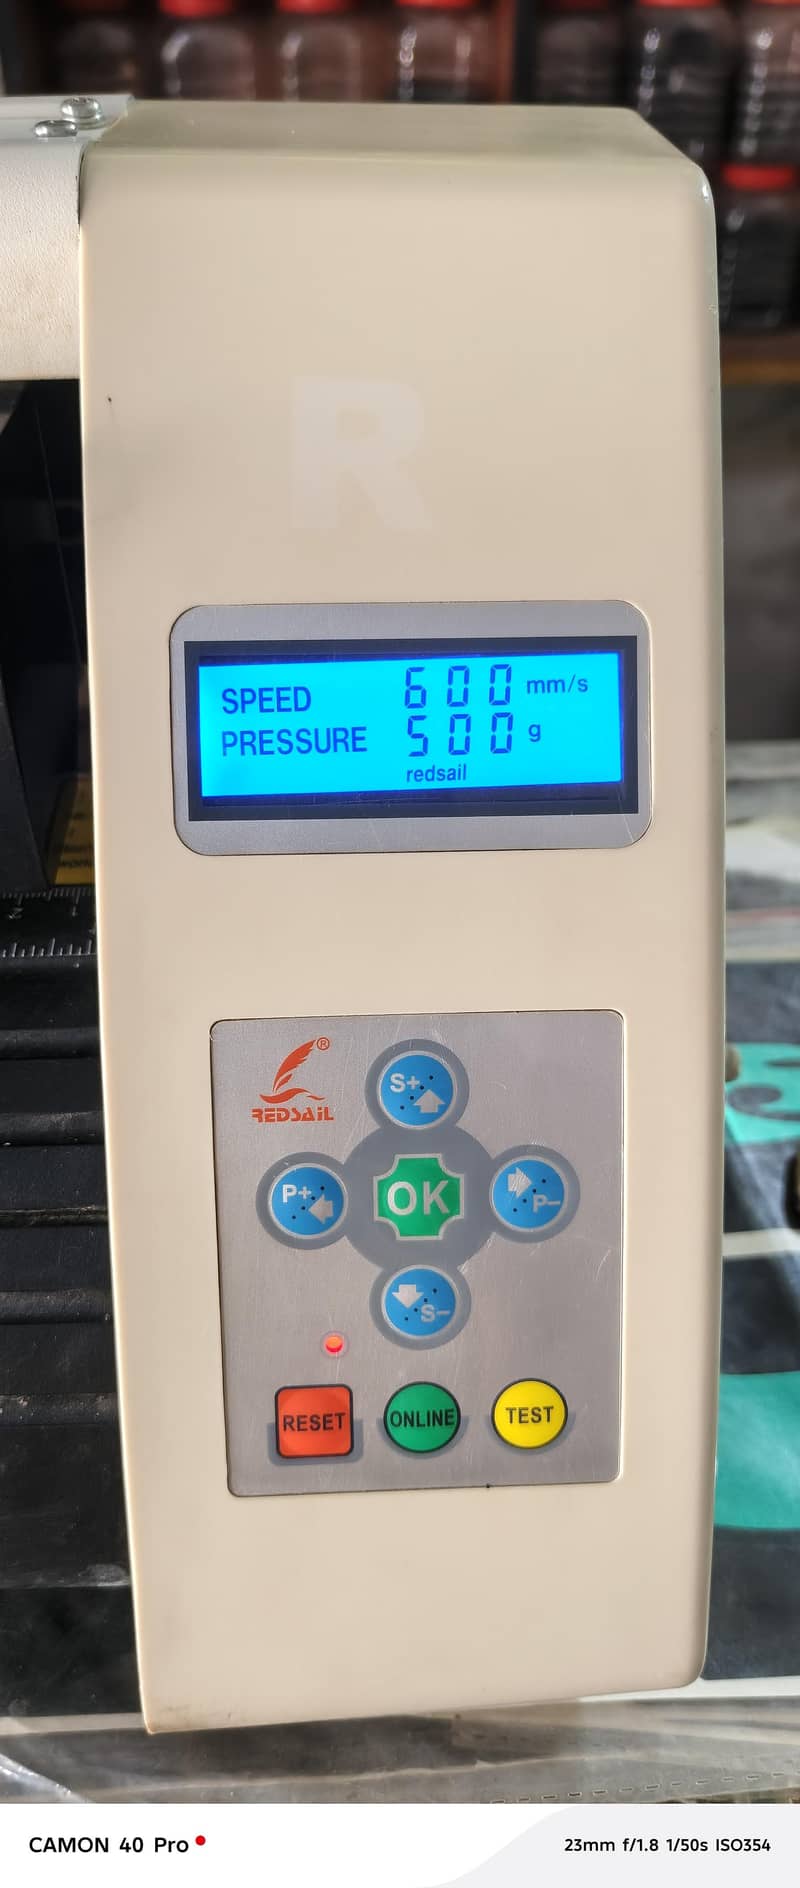 R
SPEED 600 mm/s
PRESSURE 500 g
redsail
®
REDSAIL
S+
P+
OK
P-
S-
RESET
ONLINE
TEST
CAMON 40 Pro
23mm f/1.8 1/50s ISO354